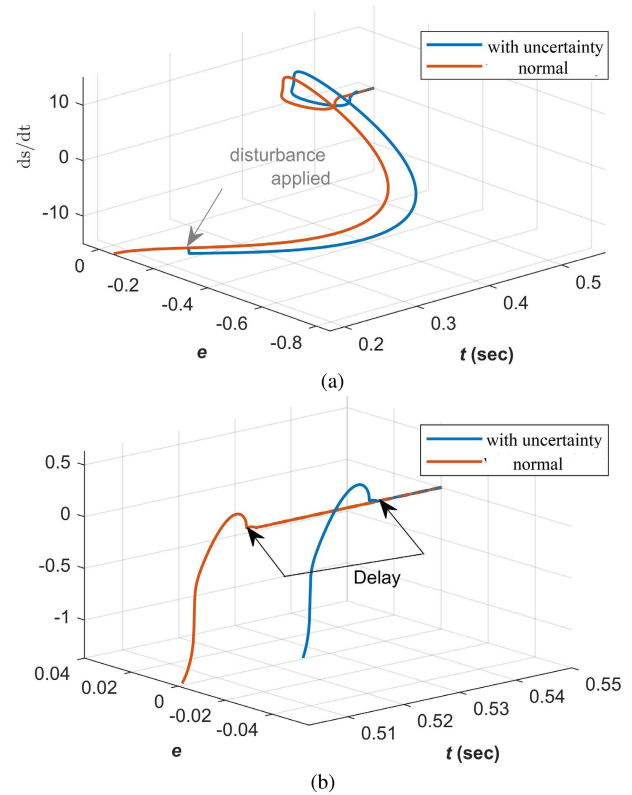 with uncertainty
normal
10
ds/dt
0
disturbance
applied
-10
0
-0.2
0.5
-0.4
0.4
-0.6
0.3
-0.8
0.2
e
t (sec)
(a)
with uncertainty
normal
0.5
0
-0.5
Delay
-1
0.04
0.02
0.55
0
0.54
-0.02
0.53
-0.04
0.52
0.51
e
t (sec)
(b)